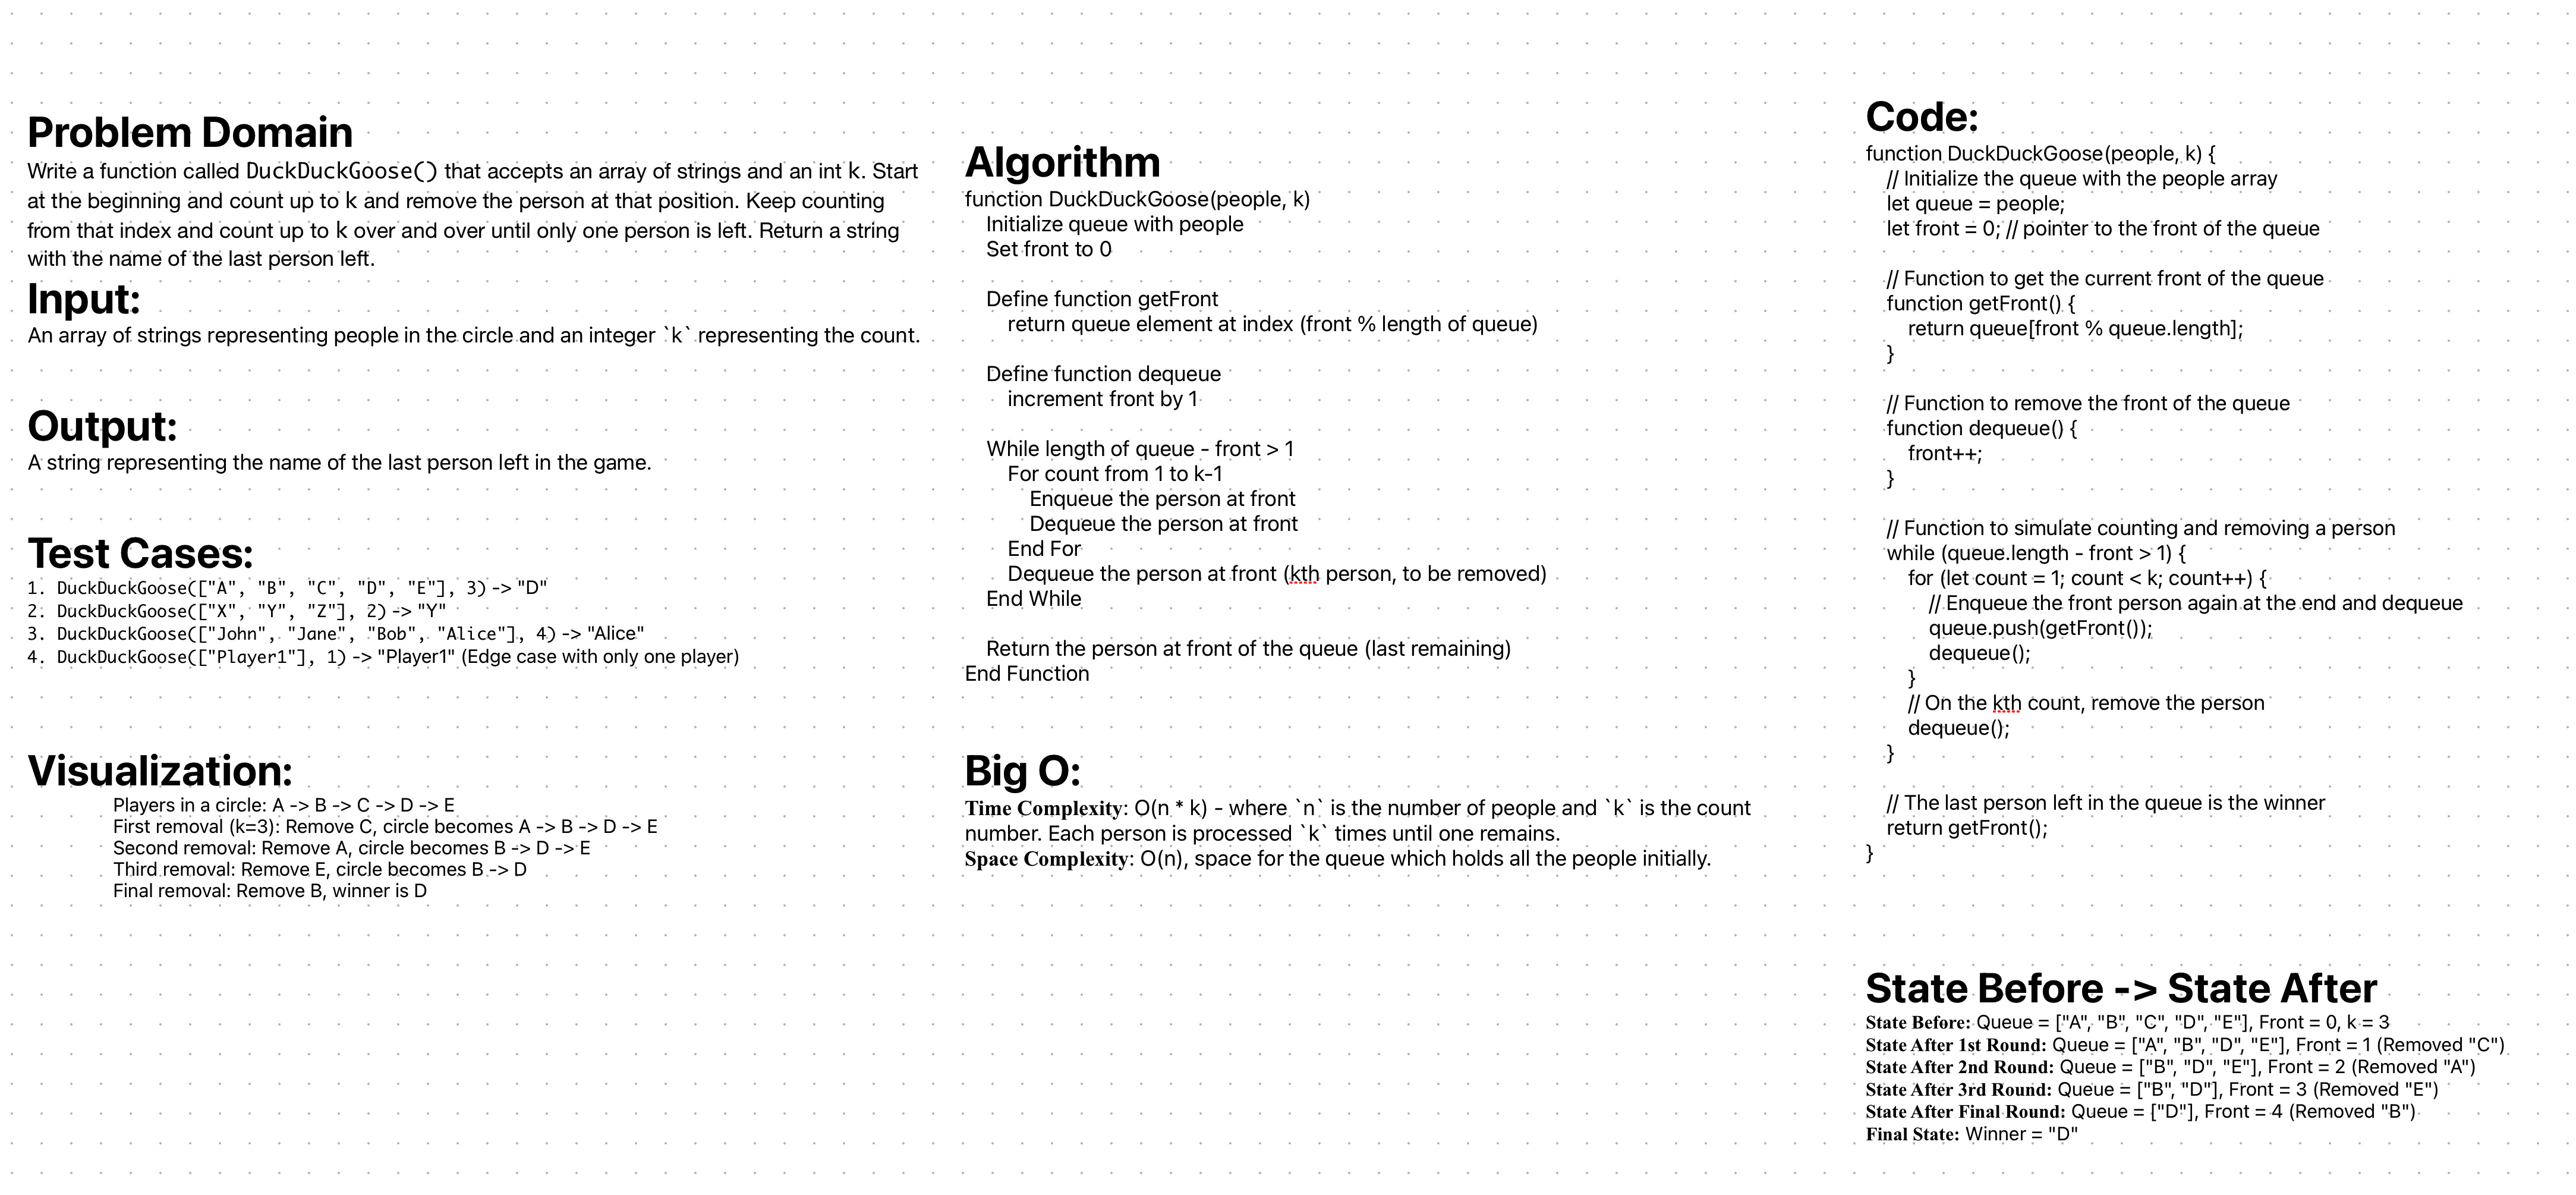 Problem Domain
Write a function called DuckDuckGoose() that accepts an array of strings and an int k. Start
at the beginning and count up to k and remove the person at that position. Keep counting
from that index and count up to k over and over until only one person is left. Return a string
with the name of the last person left.
Input:
An array of strings representing people in the circle and an integer `k` representing the count.
Output:
A string representing the name of the last person left in the game.
Test Cases:
1. DuckDuckGoose(["A", "B", "C", "D", "E"], 3) -> "D"
2. DuckDuckGoose(["X", "Y", "Z"], 2) -> "Y"
3. DuckDuckGoose(["John", "Jane", "Bob", "Alice"], 4) -> "Alice"
4. DuckDuckGoose(["Player1"], 1) -> "Player1" (Edge case with only one player)
Visualization:
Players in a circle: A -> B -> C -> D -> E
First removal (k=3): Remove C, circle becomes A -> B -> D -> E
Second removal: Remove A, circle becomes B -> D -> E
Third removal: Remove E, circle becomes B -> D
Final removal: Remove B, winner is D
Algorithm
function DuckDuckGoose(people, k)
Initialize queue with people
Set front to 0
Define function getFront
return queue element at index (front % length of queue)
Define function dequeue
increment front by 1
While length of queue - front > 1
For count from 1 to k-1
Enqueue the person at front
Dequeue the person at front
End For
Dequeue the person at front (kth person, to be removed)
End While
Return the person at front of the queue (last remaining)
End Function
Big O:
Time Complexity: O(n * k) - where `n` is the number of people and `k` is the count
number. Each person is processed `k` times until one remains.
Space Complexity: O(n), space for the queue which holds all the people initially.
Code:
function DuckDuckGoose(people, k) {
// Initialize the queue with the people array
let queue = people;
let front = 0; // pointer to the front of the queue
// Function to get the current front of the queue
function getFront() {
return queue[front % queue.length];
}
// Function to remove the front of the queue
function dequeue() {
front++;
}
// Function to simulate counting and removing a person
while (queue.length - front > 1) {
for (let count = 1; count < k; count++) {
// Enqueue the front person again at the end and dequeue
queue.push(getFront());
dequeue();
}
// On the kth count, remove the person
dequeue();
}
// The last person left in the queue is the winner
return getFront();
}
State Before -> State After
State Before: Queue = ["A", "B", "C", "D", "E"], Front = 0, k = 3
State After 1st Round: Queue = ["A", "B", "D", "E"], Front = 1 (Removed "C")
State After 2nd Round: Queue = ["B", "D", "E"], Front = 2 (Removed "A")
State After 3rd Round: Queue = ["B", "D"], Front = 3 (Removed "E")
State After Final Round: Queue = ["D"], Front = 4 (Removed "B")
Final State: Winner = "D"